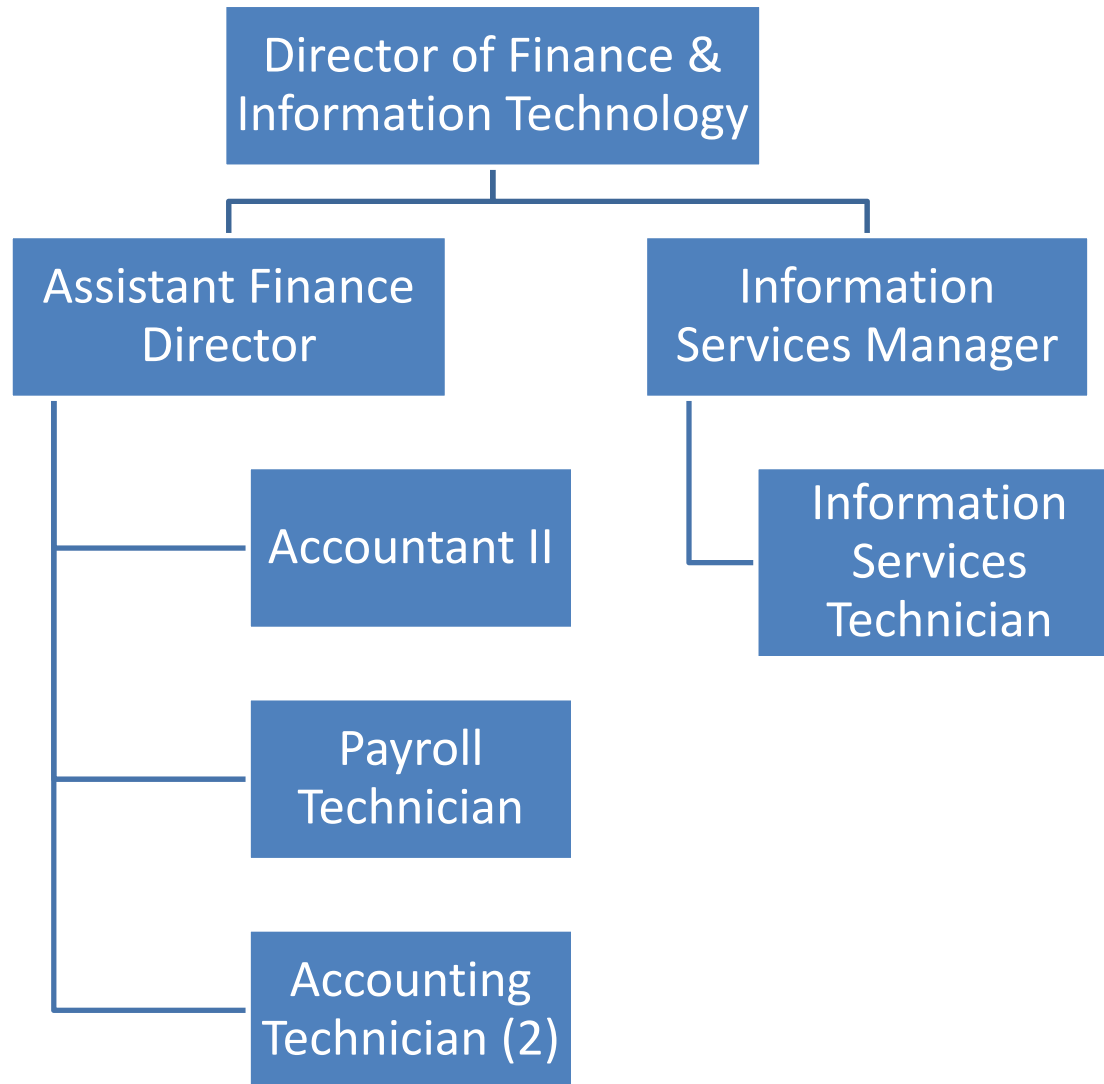 Director of Finance &
Information Technology
Assistant Finance
Director
Accountant II
Payroll
Technician
Accounting
Technician (2)
Information
Services Manager
Information
Services
Technician